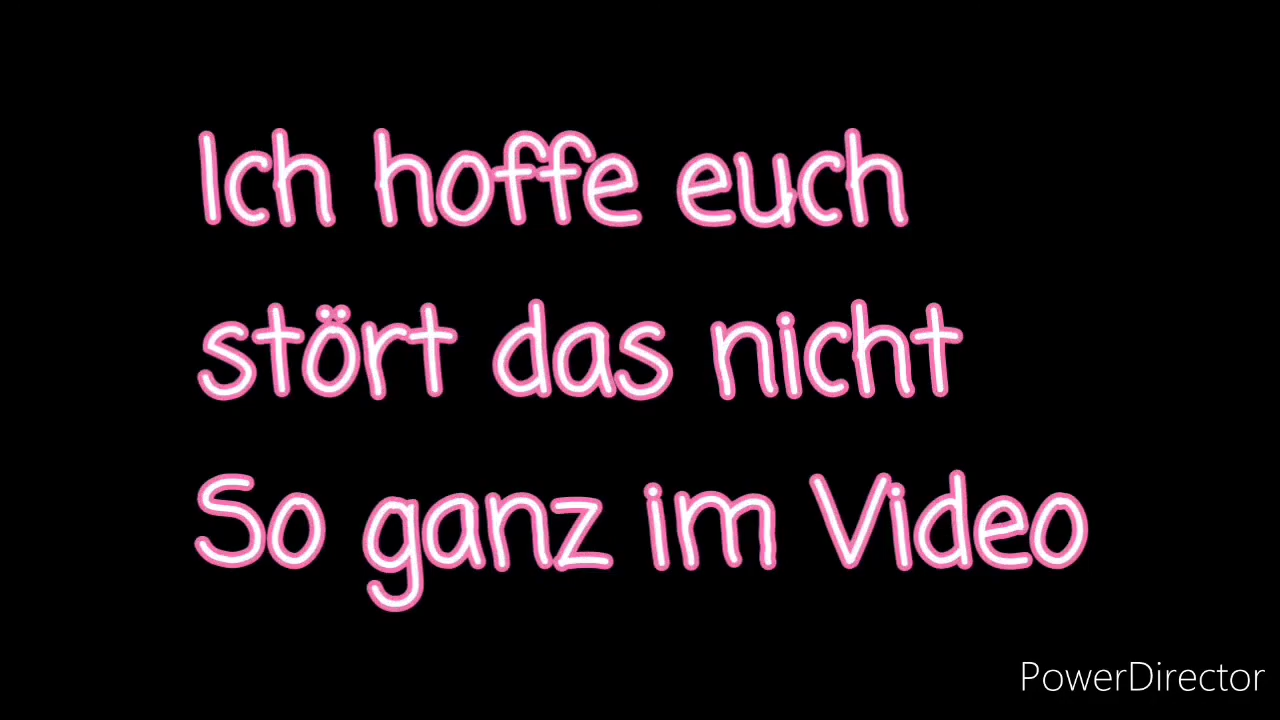 Ich hoffe euch
stört das nicht
So ganz im Video
PowerDirector